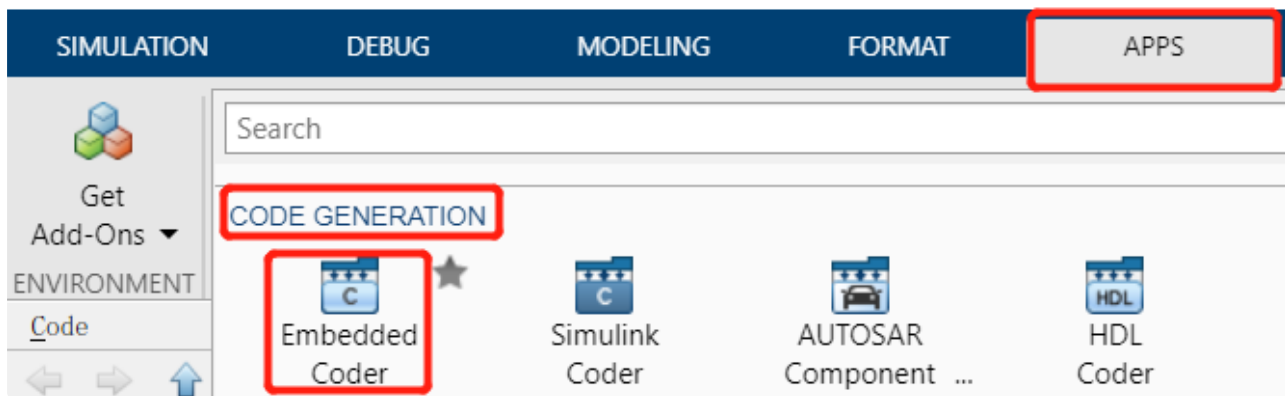 SIMULATION DEBUG MODELING FORMAT APPS
Search
Get
Add-Ons
CODE GENERATION
ENVIRONMENT
C C HDL
Code
Embedded Simulink AUTOSAR HDL
Coder Coder Component ... Coder